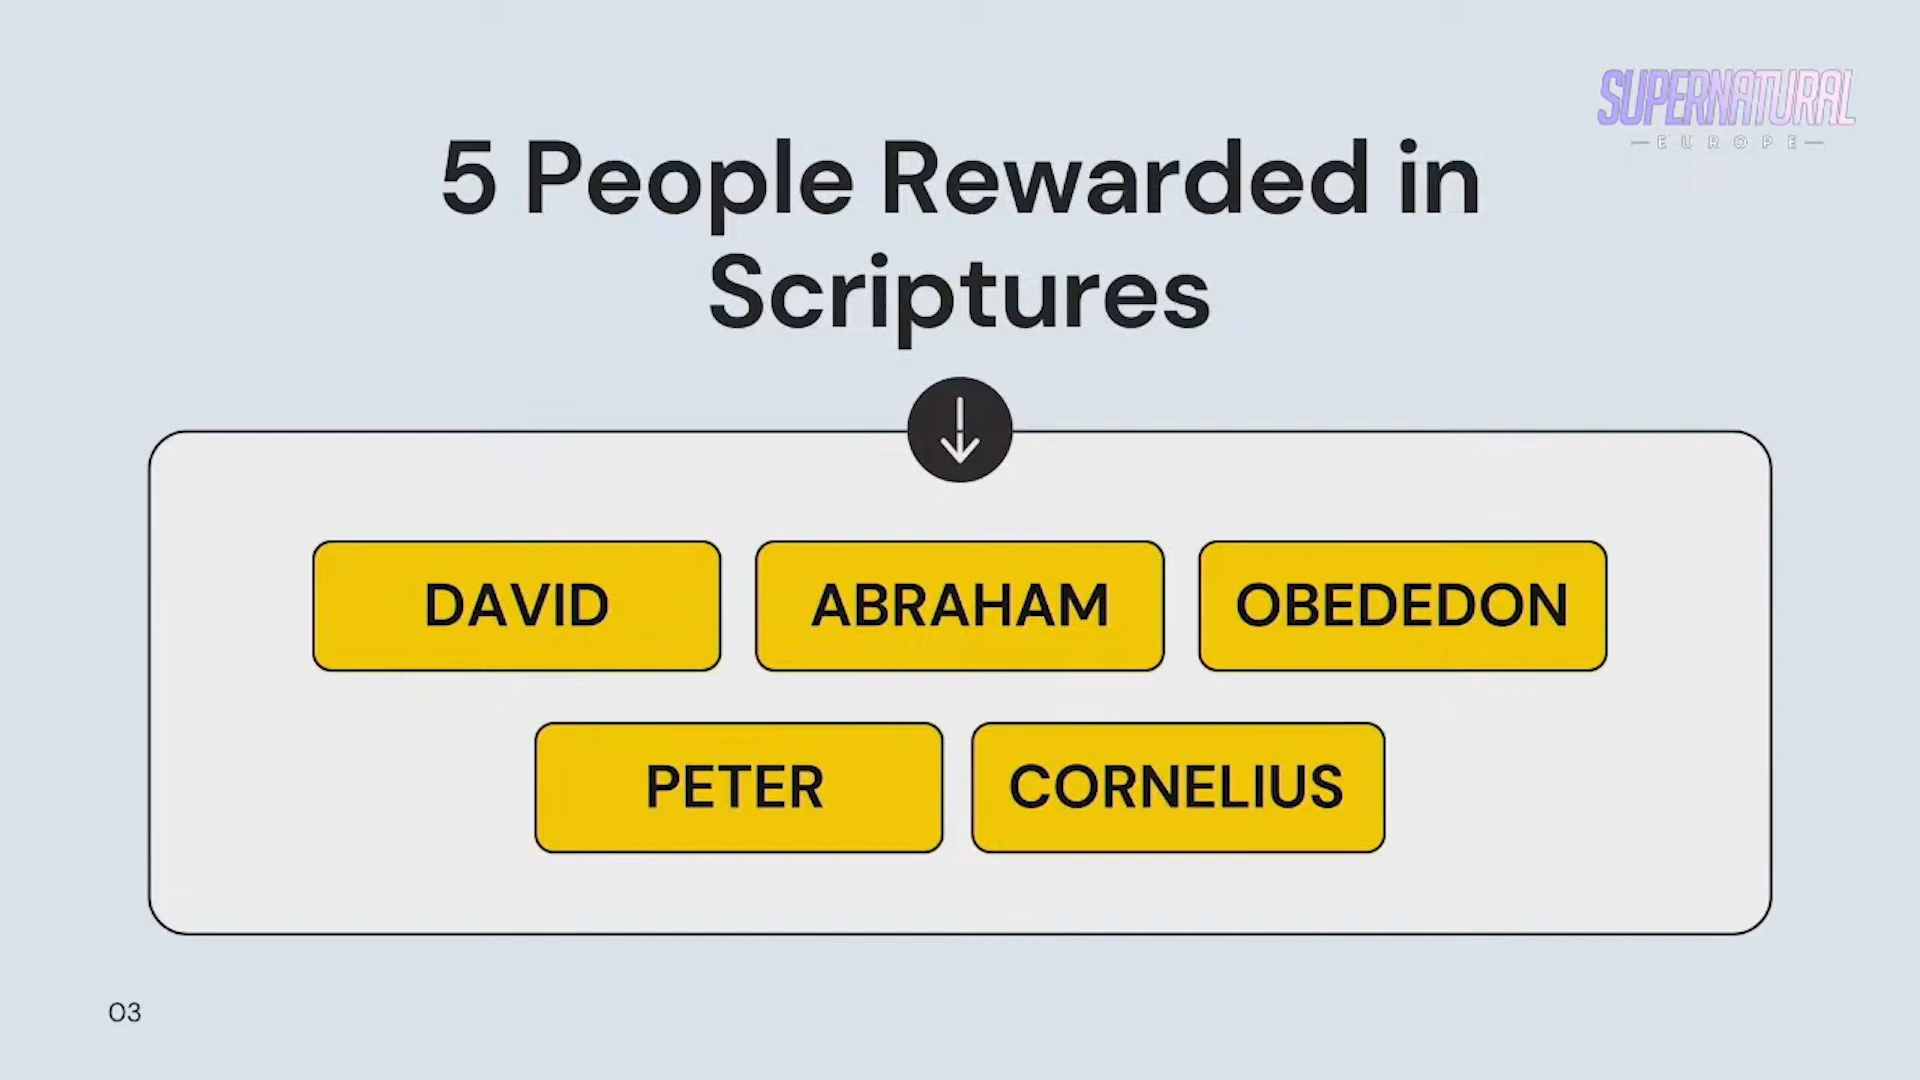 SUPERNATURAL
EUROPE
5 People Rewarded in
Scriptures
DAVID
ABRAHAM
OBEDEDON
PETER
CORNELIUS
03